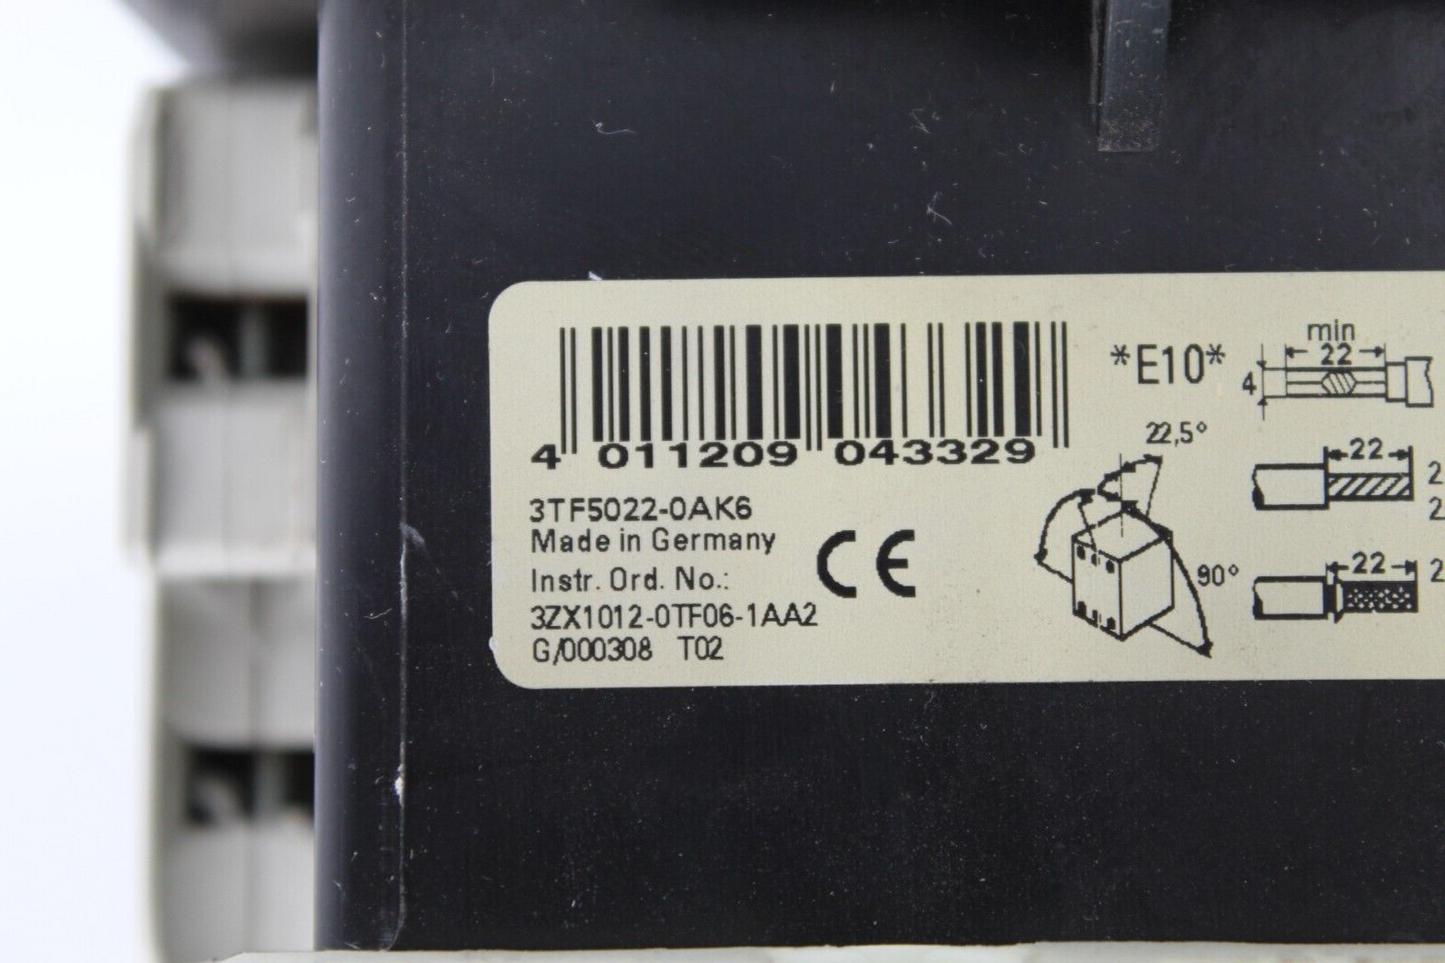 4 011209 043329
3TF5022-0AK6
Made in Germany
Instr. Ord. No.:
3ZX1012-0TF06-1AA2
G/000308 T02
CE
*E10*
22,5°
90°
min
22
4
22
2
2
22
2